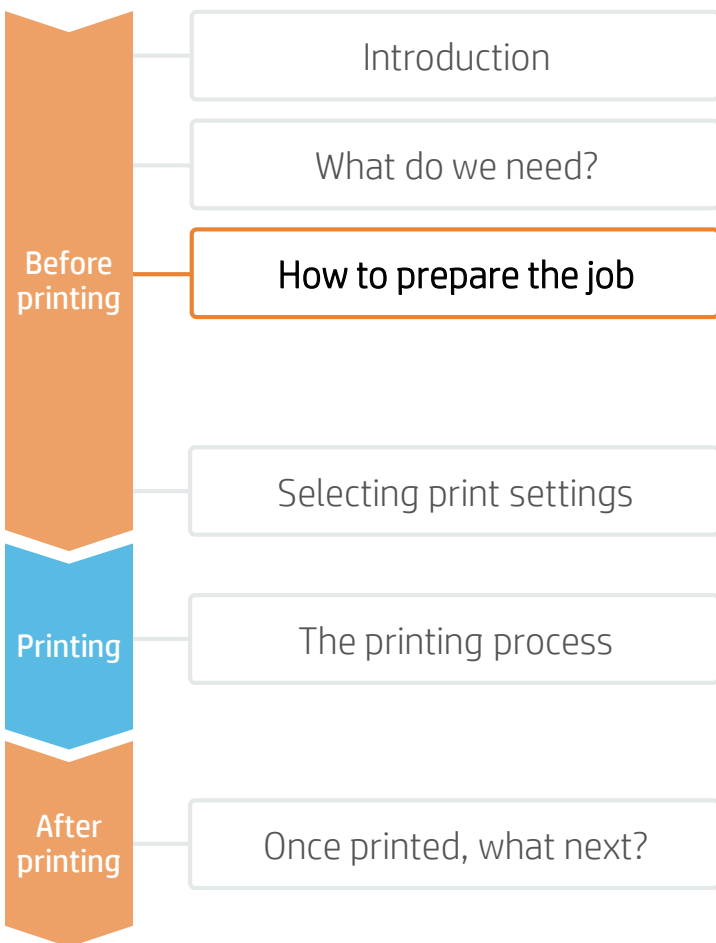 Before
printing
Introduction
What do we need?
How to prepare the job
Selecting print settings
Printing
The printing process
After
printing
Once printed, what next?